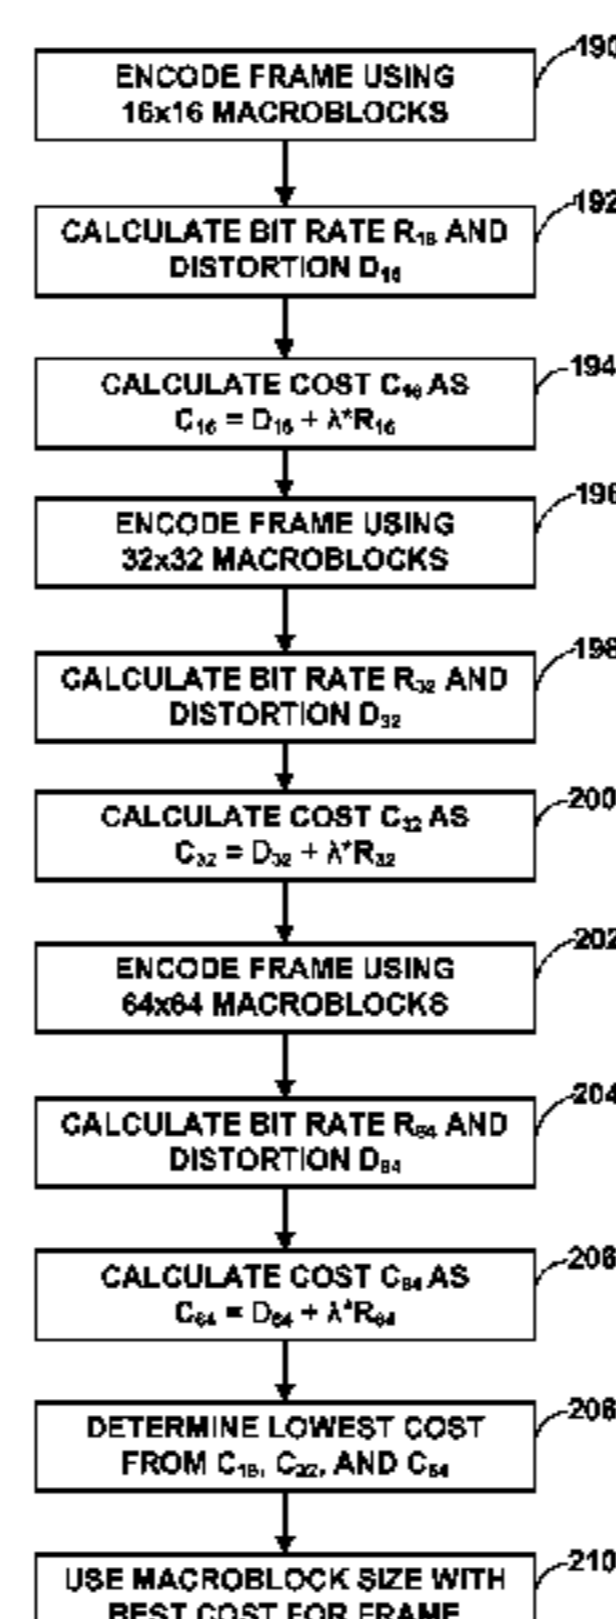 190
ENCODE FRAME USING
16x16 MACROBLOCKS
192
CALCULATE BIT RATE R₁₆ AND
DISTORTION D₁₆
194
CALCULATE COST C₁₆ AS
C₁₆ = D₁₆ + λ*R₁₆
196
ENCODE FRAME USING
32x32 MACROBLOCKS
198
CALCULATE BIT RATE R₃₂ AND
DISTORTION D₃₂
200
CALCULATE COST C₃₂ AS
C₃₂ = D₃₂ + λ*R₃₂
202
ENCODE FRAME USING
64x64 MACROBLOCKS
204
CALCULATE BIT RATE R₆₄ AND
DISTORTION D₆₄
206
CALCULATE COST C₆₄ AS
C₆₄ = D₆₄ + λ*R₆₄
208
DETERMINE LOWEST COST
FROM C₁₆, C₃₂, AND C₆₄
210
USE MACROBLOCK SIZE WITH
BEST COST FOR FRAME